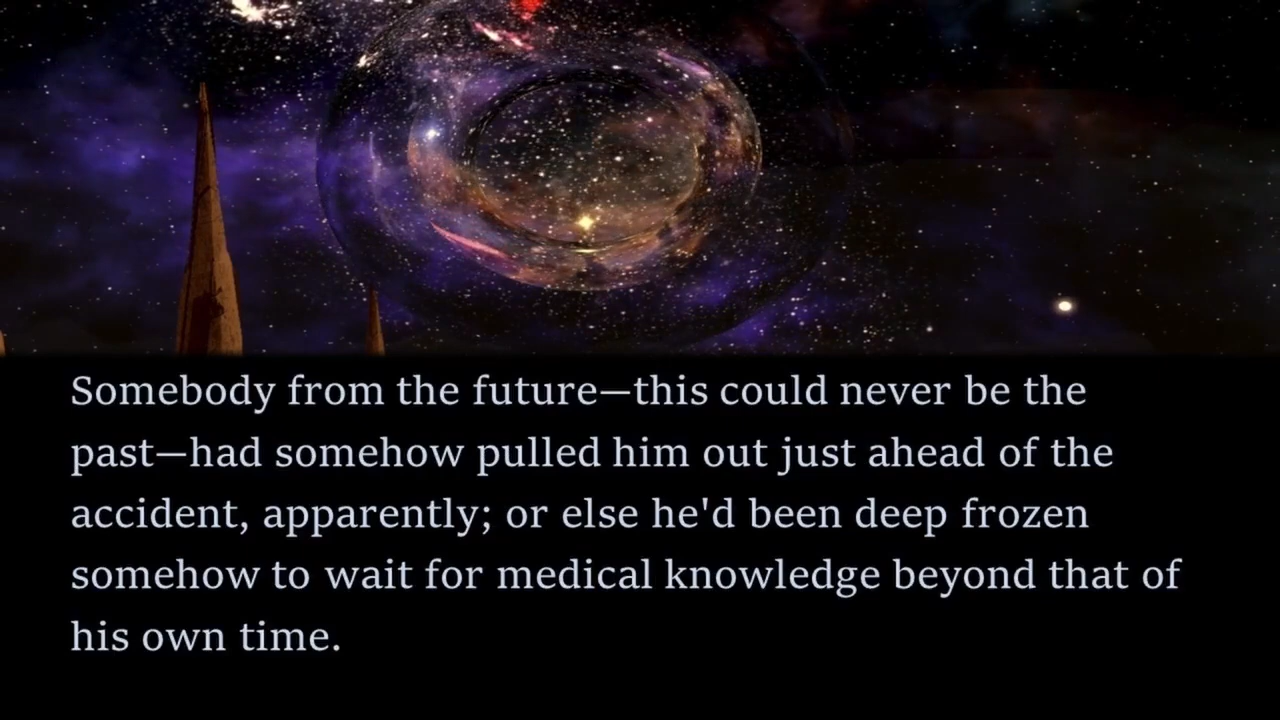 Somebody from the future—this could never be the
past—had somehow pulled him out just ahead of the
accident, apparently; or else he'd been deep frozen
somehow to wait for medical knowledge beyond that of
his own time.